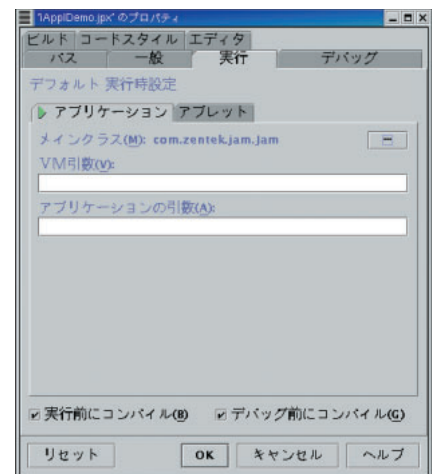 "iApplDemo.jpx" のプロパティ
ビルド コードスタイル エディタ
パス 一般 実行 デバッグ
デフォルト 実行時設定
アプリケーション アプレット
メインクラス(M): com.zentek.jam.Jam
VM引数(V):
アプリケーションの引数(A):
実行前にコンパイル(B) デバッグ前にコンパイル(G)
リセット OK キャンセル ヘルプ